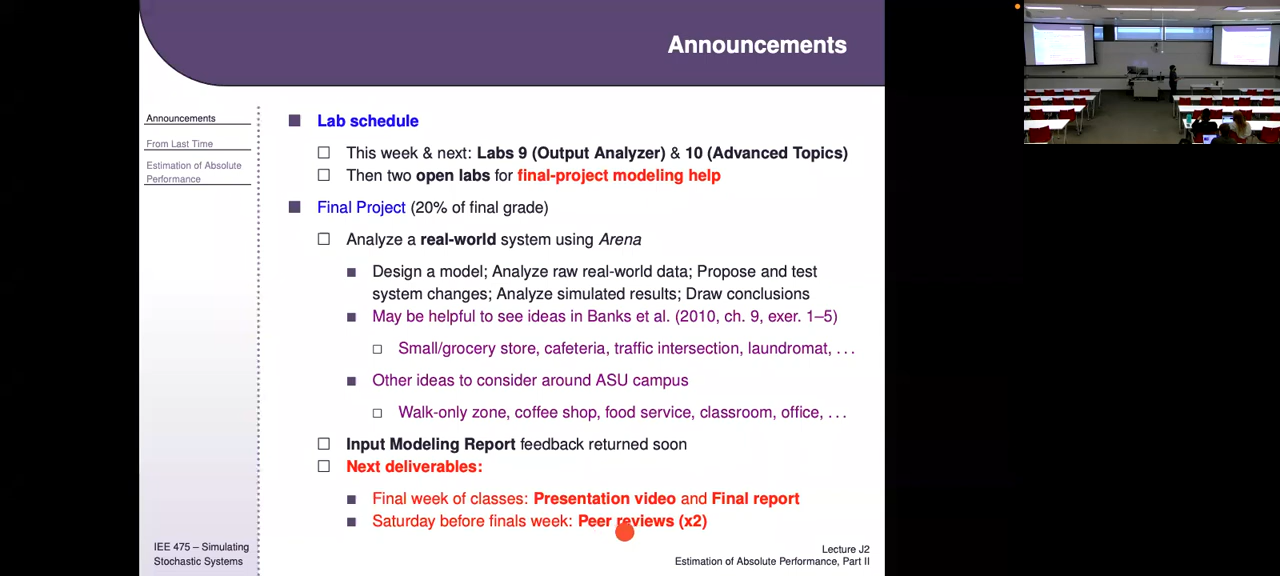 Announcements
Announcements
From Last Time
Estimation of Absolute
Performance
Lab schedule
This week & next: Labs 9 (Output Analyzer) & 10 (Advanced Topics)
Then two open labs for final-project modeling help
Final Project (20% of final grade)
Analyze a real-world system using Arena
Design a model; Analyze raw real-world data; Propose and test
system changes; Analyze simulated results; Draw conclusions
May be helpful to see ideas in Banks et al. (2010, ch. 9, exer. 1–5)
Small/grocery store, cafeteria, traffic intersection, laundromat, . . .
Other ideas to consider around ASU campus
Walk-only zone, coffee shop, food service, classroom, office, . . .
Input Modeling Report feedback returned soon
Next deliverables:
Final week of classes: Presentation video and Final report
Saturday before finals week: Peer reviews (x2)
IEE 475 – Simulating
Stochastic Systems
Lecture J2
Estimation of Absolute Performance, Part II